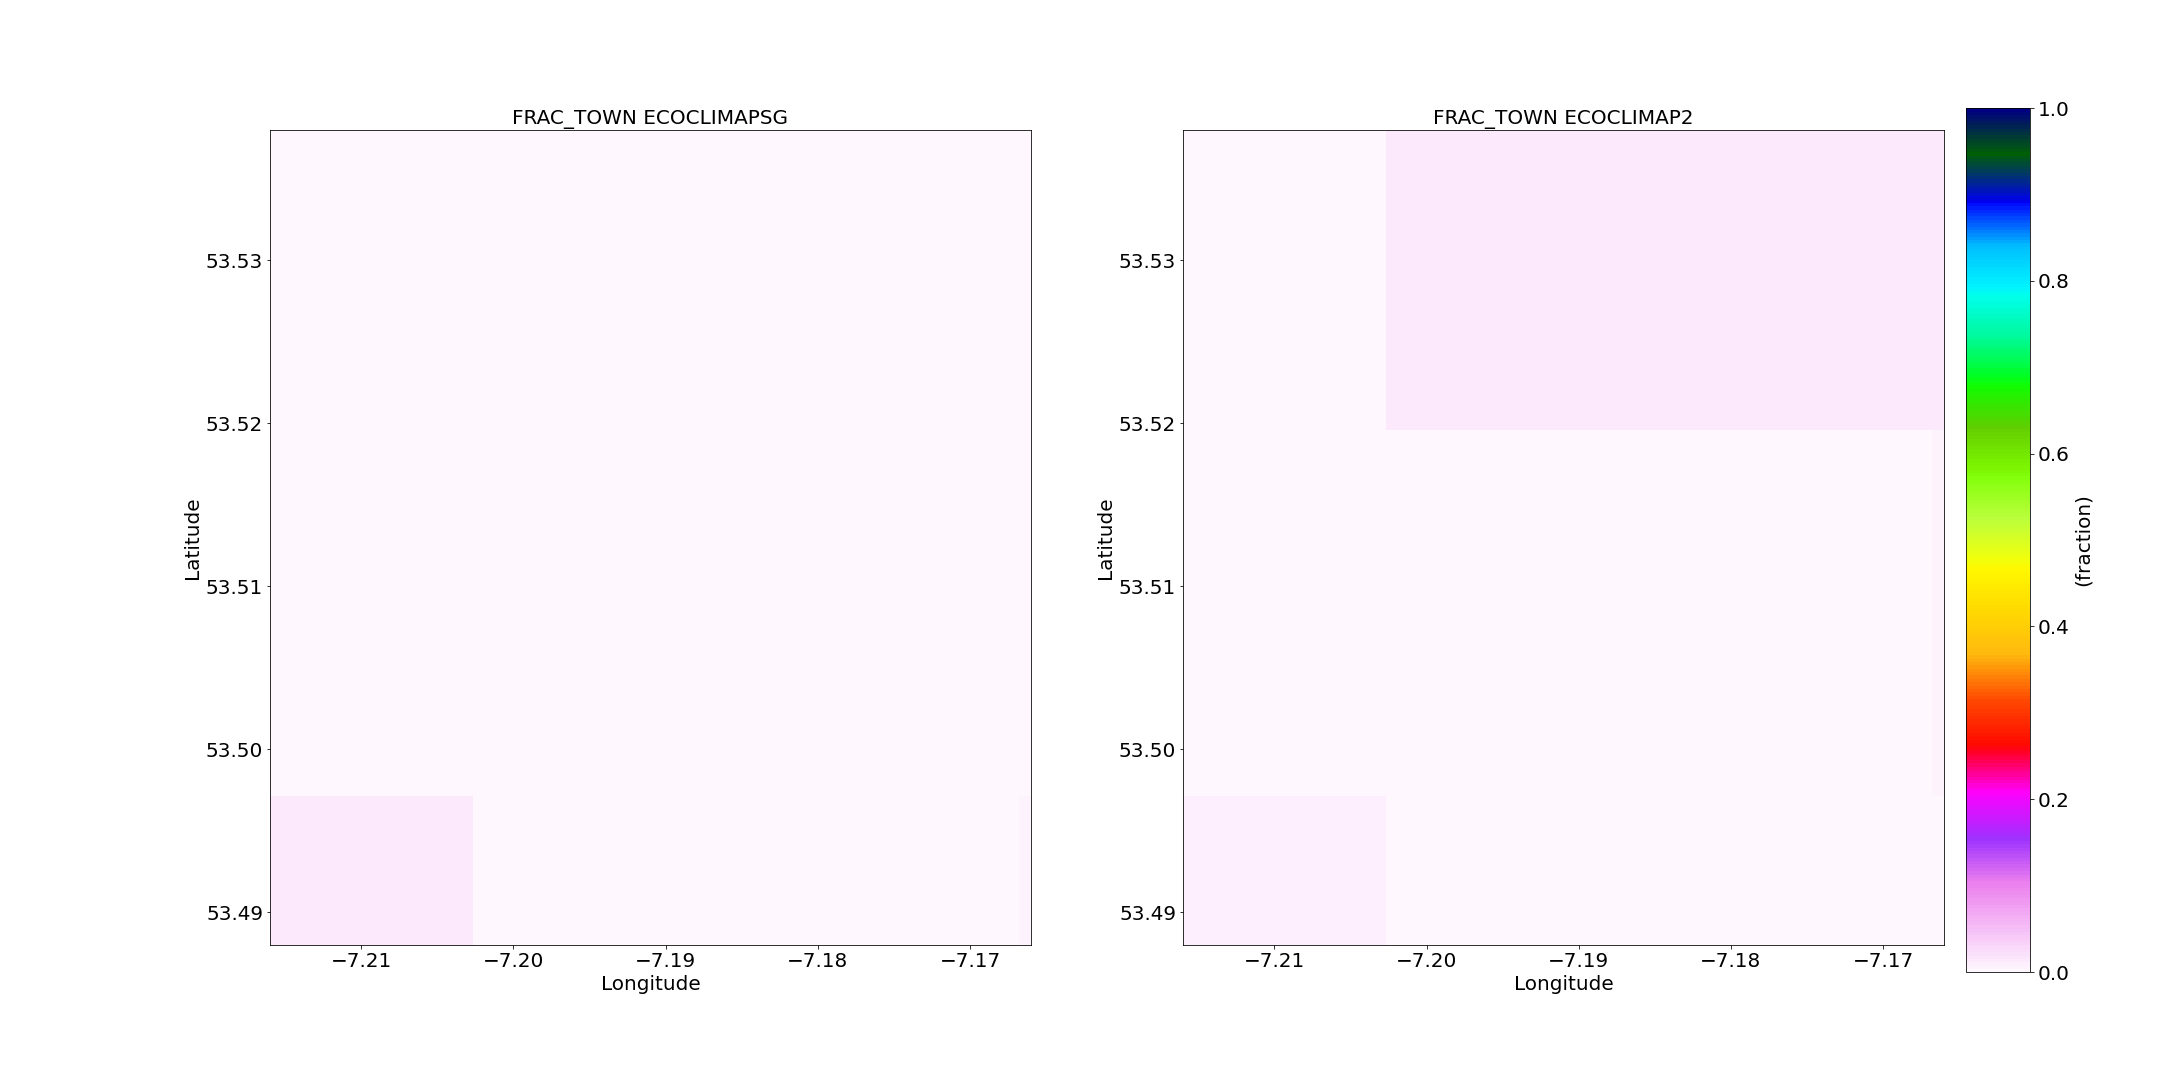 FRAC_TOWN ECOCLIMAPSG
53.53
53.52
53.51
53.50
53.49
Latitude
−7.21 −7.20 −7.19 −7.18 −7.17
Longitude
FRAC_TOWN ECOCLIMAP2
53.53
53.52
53.51
53.50
53.49
Latitude
−7.21 −7.20 −7.19 −7.18 −7.17
Longitude
1.0
0.8
0.6
0.4
0.2
0.0
(fraction)